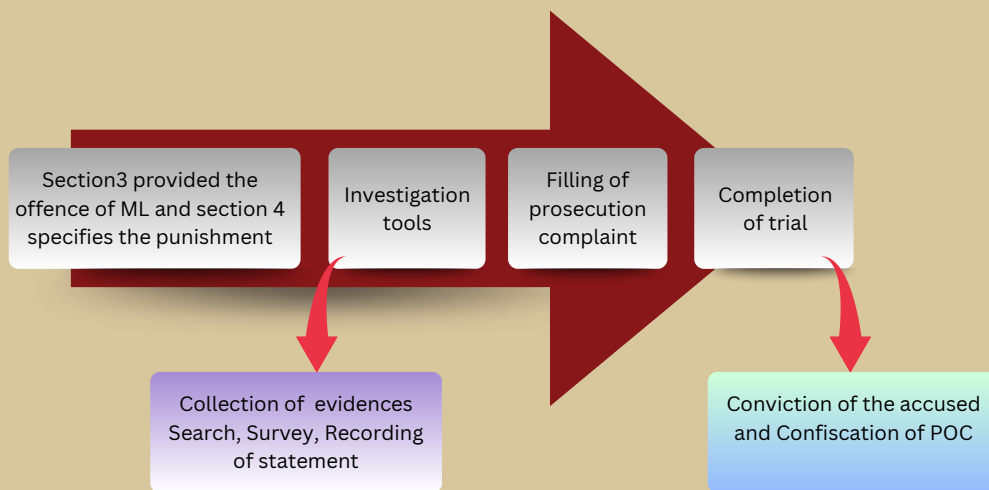 Section3 provided the
offence of ML and section 4
specifies the punishment
Investigation
tools
Filling of
prosecution
complaint
Completion
of trial
Collection of evidences
Search, Survey, Recording
of statement
Conviction of the accused
and Confiscation of POC